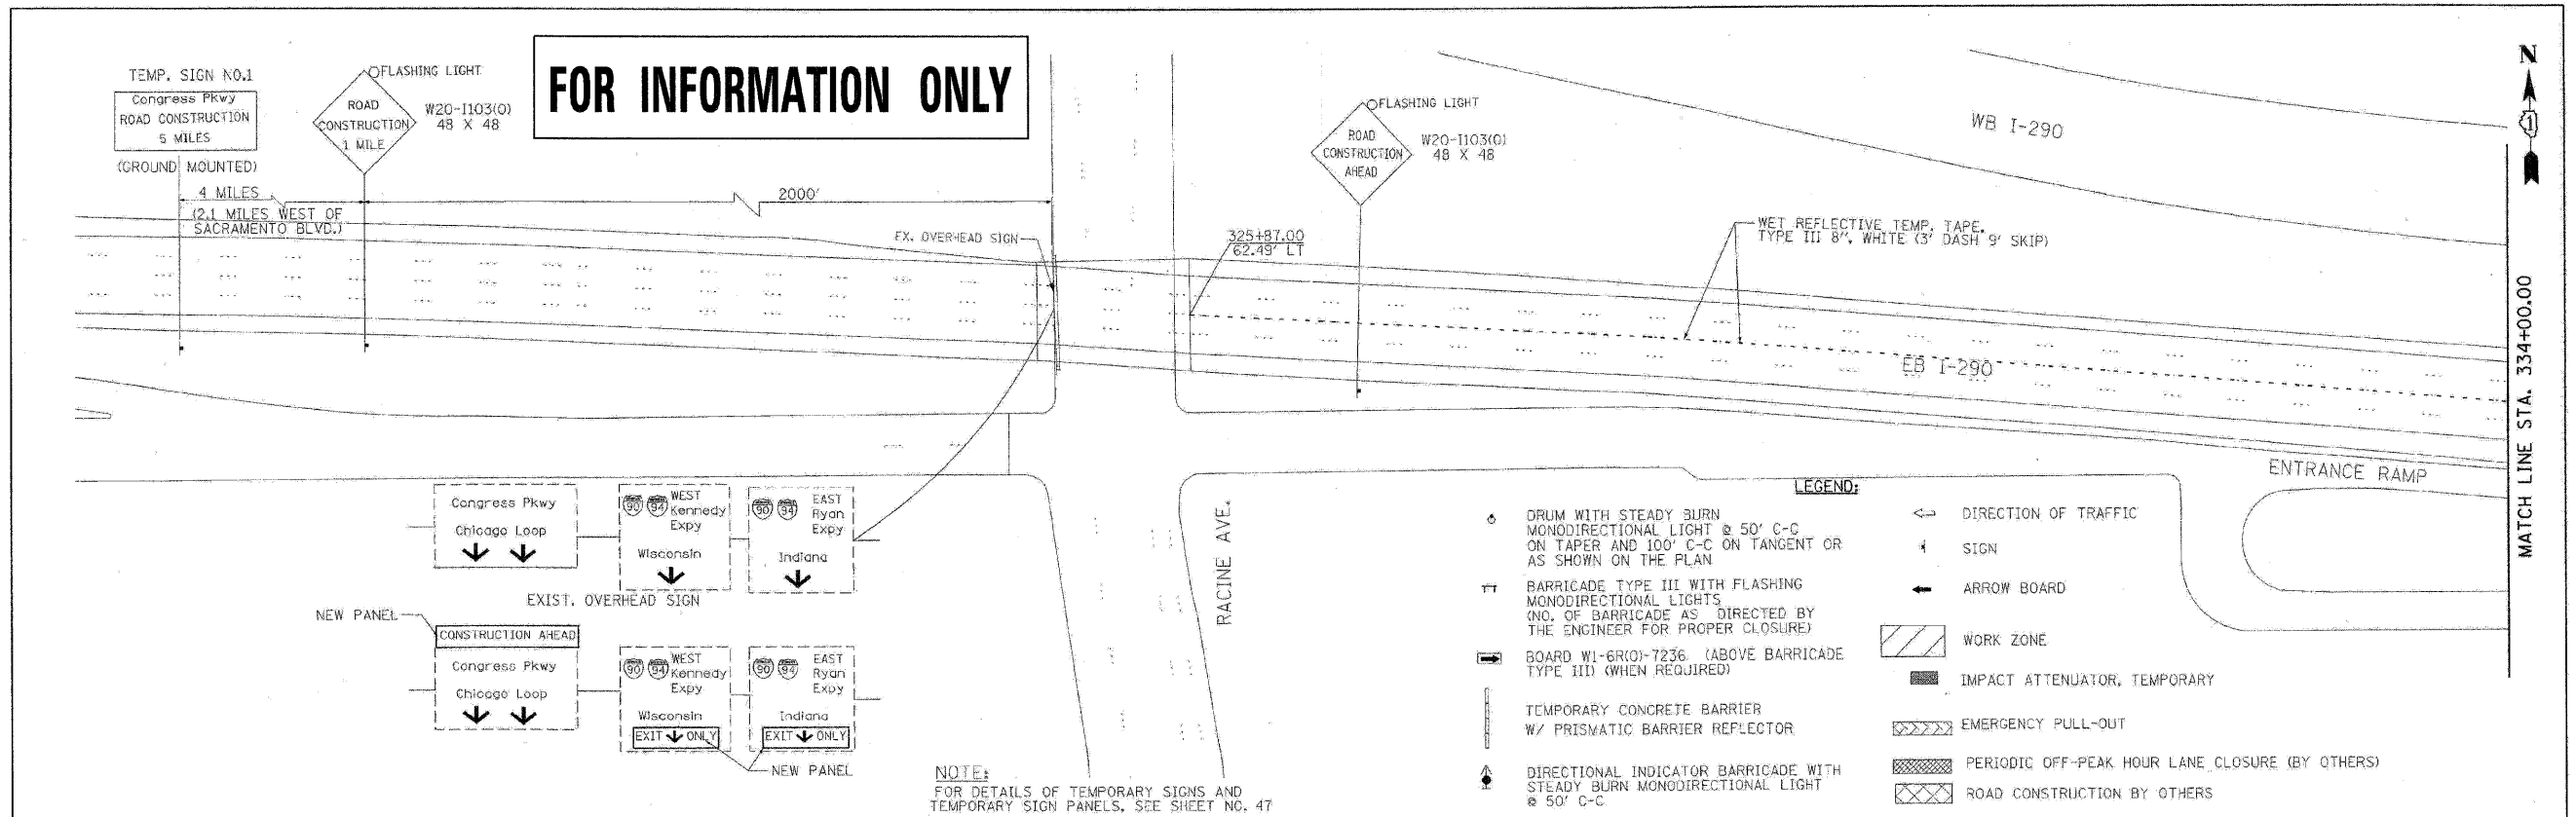 FOR INFORMATION ONLY
TEMP. SIGN NO.1
Congress Pkwy
ROAD CONSTRUCTION
5 MILES
(GROUND MOUNTED)
4 MILES
(2.1 MILES WEST OF
SACRAMENTO BLVD.)
FLASHING LIGHT
ROAD
CONSTRUCTION
1 MILE
W20-I103(O)
48 X 48
2000'
EX. OVERHEAD SIGN
325+87.00
62.49' LT
FLASHING LIGHT
ROAD
CONSTRUCTION
AHEAD
W20-I103(O)
48 X 48
WET REFLECTIVE TEMP. TAPE.
TYPE III 8", WHITE (3' DASH 9' SKIP)
WB I-290
EB I-290
N
1
MATCH LINE STA. 334+00.00
ENTRANCE RAMP
RACINE AVE.
Congress Pkwy
Chicago Loop
90 94 WEST
Kennedy
Expy
Wisconsin
90 94 EAST
Ryan
Expy
Indiana
EXIST. OVERHEAD SIGN
NEW PANEL
CONSTRUCTION AHEAD
Congress Pkwy
Chicago Loop
90 94 WEST
Kennedy
Expy
Wisconsin
EXIT ONLY
90 94 EAST
Ryan
Expy
Indiana
EXIT ONLY
NEW PANEL
NOTE:
FOR DETAILS OF TEMPORARY SIGNS AND
TEMPORARY SIGN PANELS, SEE SHEET NO. 47
LEGEND:
DRUM WITH STEADY BURN
MONODIRECTIONAL LIGHT @ 50' C-C
ON TAPER AND 100' C-C ON TANGENT OR
AS SHOWN ON THE PLAN
BARRICADE TYPE III WITH FLASHING
MONODIRECTIONAL LIGHTS
(NO. OF BARRICADE AS DIRECTED BY
THE ENGINEER FOR PROPER CLOSURE)
BOARD W1-6R(O)-7236 (ABOVE BARRICADE
TYPE III) (WHEN REQUIRED)
TEMPORARY CONCRETE BARRIER
W/ PRISMATIC BARRIER REFLECTOR
DIRECTIONAL INDICATOR BARRICADE WITH
STEADY BURN MONODIRECTIONAL LIGHT
@ 50' C-C
DIRECTION OF TRAFFIC
SIGN
ARROW BOARD
WORK ZONE
IMPACT ATTENUATOR, TEMPORARY
EMERGENCY PULL-OUT
PERIODIC OFF-PEAK HOUR LANE CLOSURE (BY OTHERS)
ROAD CONSTRUCTION BY OTHERS